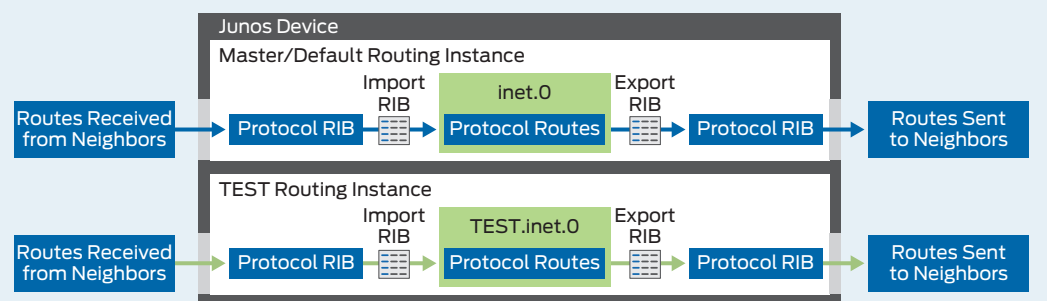 Junos Device
Master/Default Routing Instance
Import
RIB
inet.0
Export
RIB
Routes Received
from Neighbors
Protocol RIB
Protocol Routes
Protocol RIB
Routes Sent
to Neighbors
TEST Routing Instance
Import
RIB
TEST.inet.0
Export
RIB
Routes Received
from Neighbors
Protocol RIB
Protocol Routes
Protocol RIB
Routes Sent
to Neighbors